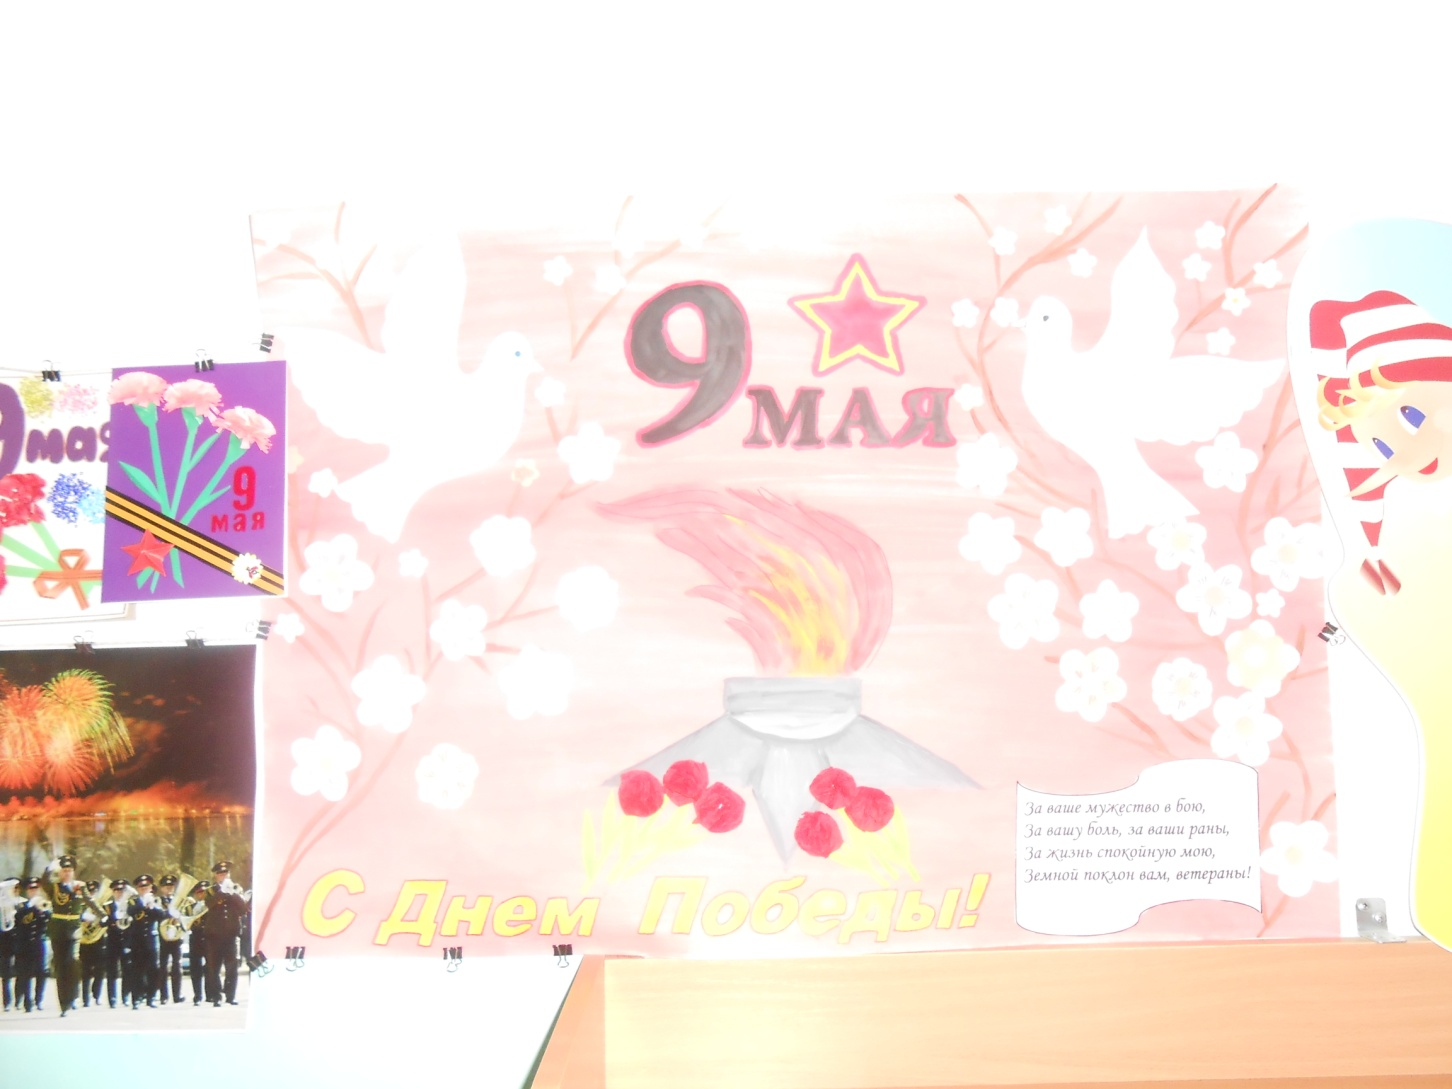 9 МАЯ
С Днем Победы!
За ваше мужество в бою,
За вашу боль, за ваши раны,
За жизнь спокойную мою,
Земной поклон вам, ветераны!
9
мая
9 мая